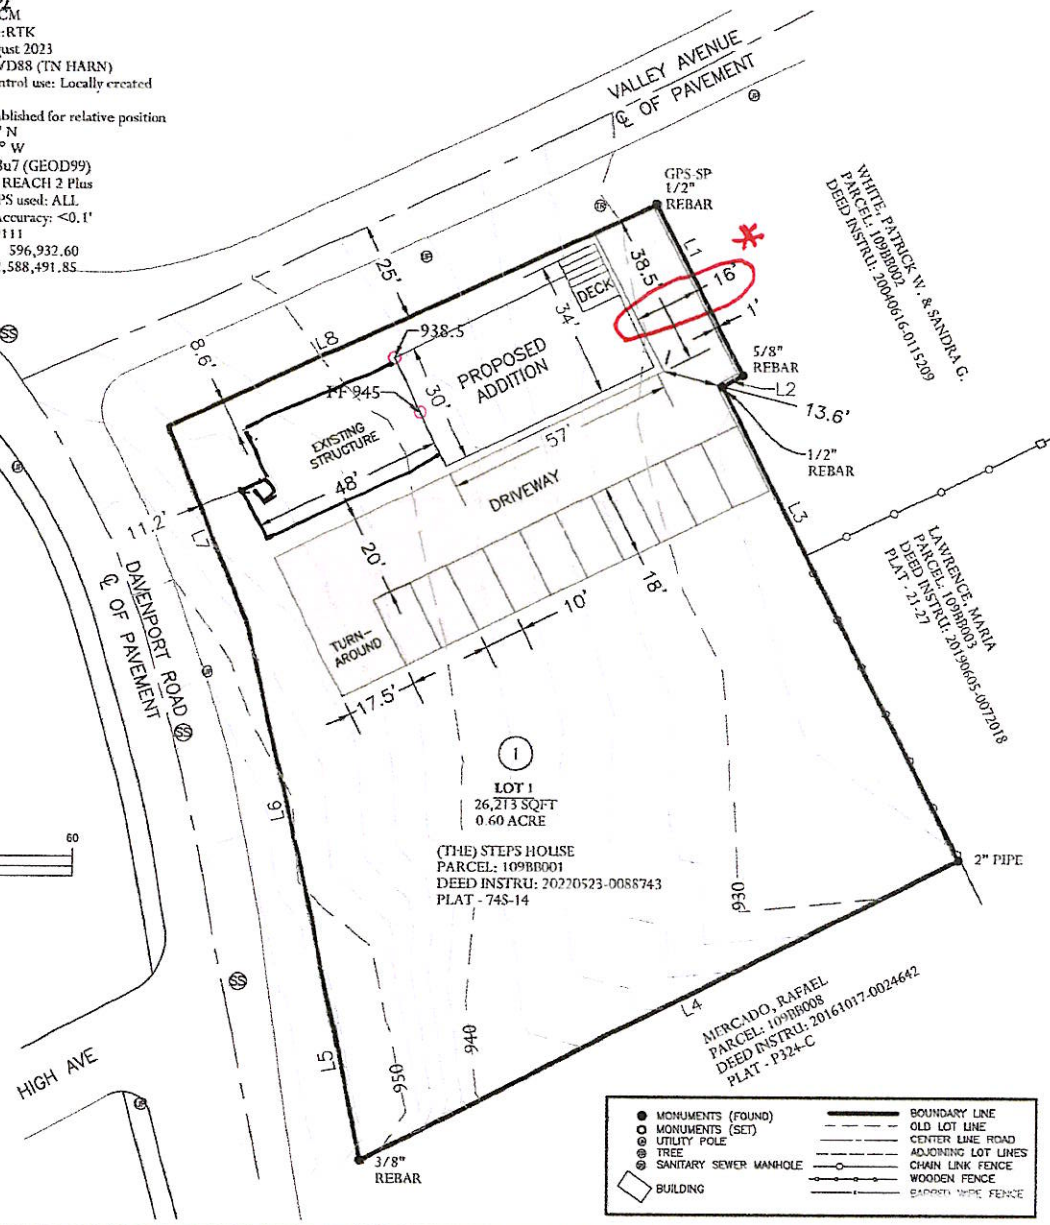 CM
:RTK
ust 2023
VD88 (TN HARN)
ntrol use: Locally created
blished for relative position
' N
° W
8u7 (GEOD99)
REACH 2 Plus
PS used: ALL
Accuracy: <0.1'
111
596,932.60
,588,491.85
VALLEY AVENUE
℄ OF PAVEMENT
GPS-SP
1/2"
REBAR
WHITE, PATRICK W. & SANDRA G.
PARCEL: 109BB002
DEED INSTRU: 20040616-0115209
L1
*
16'
1'
38.5'
DECK
34'
25'
L8
8.6'
938.5
FF 945
30'
PROPOSED
ADDITION
EXISTING
STRUCTURE
48'
57'
5/8"
REBAR
L2
13.6'
1/2"
REBAR
DRIVEWAY
SS
11.2'
L7
20'
18'
10'
L3
TURN-
AROUND
17.5'
DAVENPORT ROAD
℄ OF PAVEMENT
SS
LAWRENCE, MARIA
PARCEL: 109BB003
DEED INSTRU: 20190605-0072018
PLAT - 21-27
1
LOT 1
26,213 SQFT
0.60 ACRE
(THE) STEPS HOUSE
PARCEL: 109BB001
DEED INSTRU: 20220523-0088743
PLAT - 74S-14
L6
60
2" PIPE
930
SS
L4
MERCADO, RAFAEL
PARCEL: 109BB008
DEED INSTRU: 20161017-0024642
PLAT - P324-C
940
950
L5
HIGH AVE
3/8"
REBAR
MONUMENTS (FOUND)
MONUMENTS (SET)
UTILITY POLE
TREE
SANITARY SEWER MANHOLE
BUILDING
BOUNDARY LINE
OLD LOT LINE
CENTER LINE ROAD
ADJOINING LOT LINES
CHAIN LINK FENCE
WOODEN FENCE
BARBED WIRE FENCE